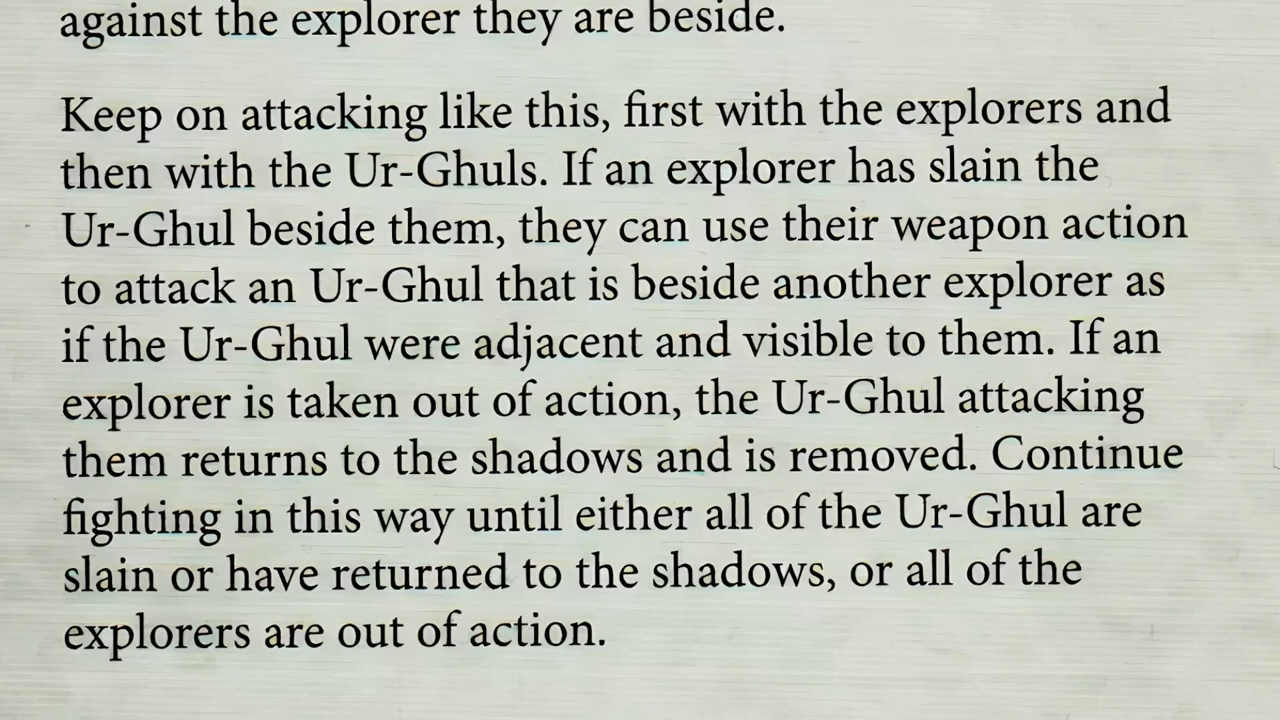 against the explorer they are beside.
Keep on attacking like this, first with the explorers and
then with the Ur-Ghuls. If an explorer has slain the
Ur-Ghul beside them, they can use their weapon action
to attack an Ur-Ghul that is beside another explorer as
if the Ur-Ghul were adjacent and visible to them. If an
explorer is taken out of action, the Ur-Ghul attacking
them returns to the shadows and is removed. Continue
fighting in this way until either all of the Ur-Ghul are
slain or have returned to the shadows, or all of the
explorers are out of action.